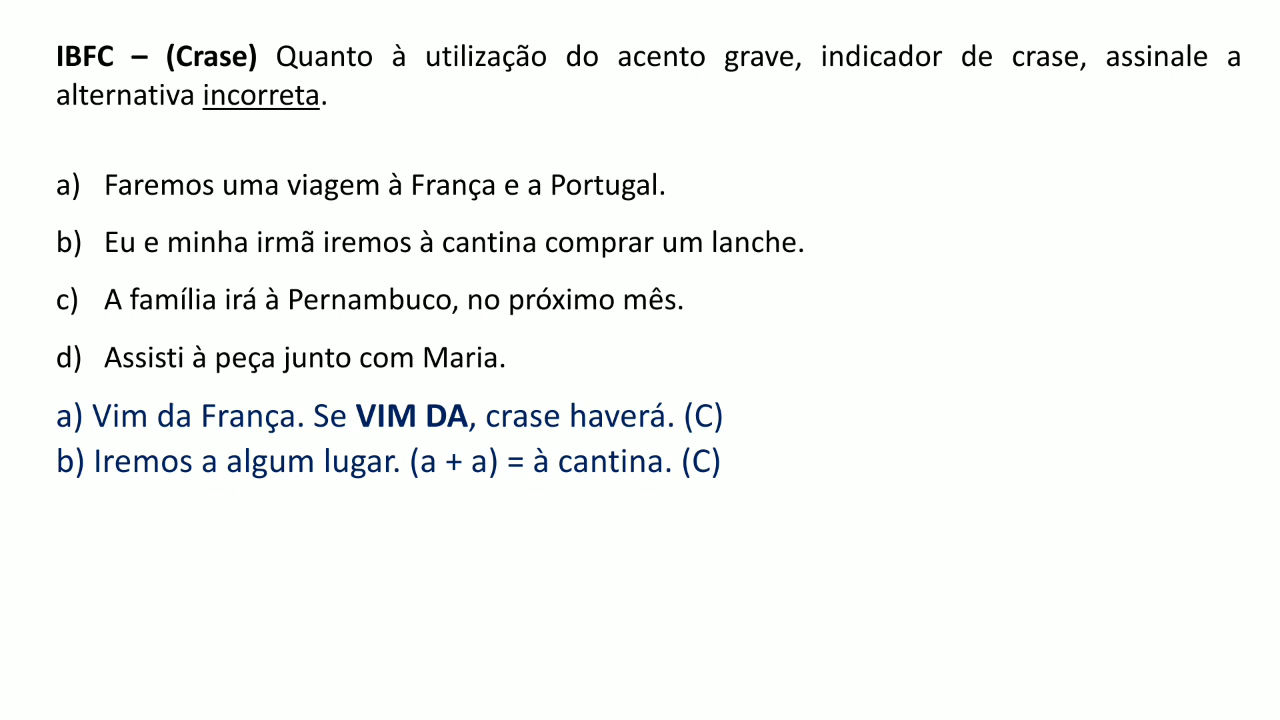 IBFC – (Crase) Quanto à utilização do acento grave, indicador de crase, assinale a
alternativa incorreta.
a) Faremos uma viagem à França e a Portugal.
b) Eu e minha irmã iremos à cantina comprar um lanche.
c) A família irá à Pernambuco, no próximo mês.
d) Assisti à peça junto com Maria.
a) Vim da França. Se VIM DA, crase haverá. (C)
b) Iremos a algum lugar. (a + a) = à cantina. (C)